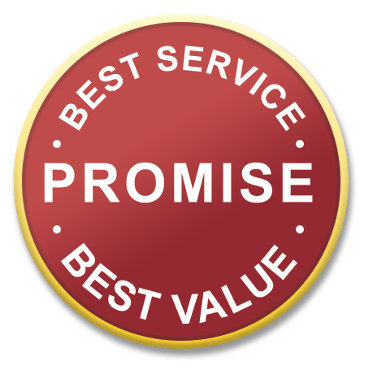 BEST SERVICE
PROMISE
BEST VALUE